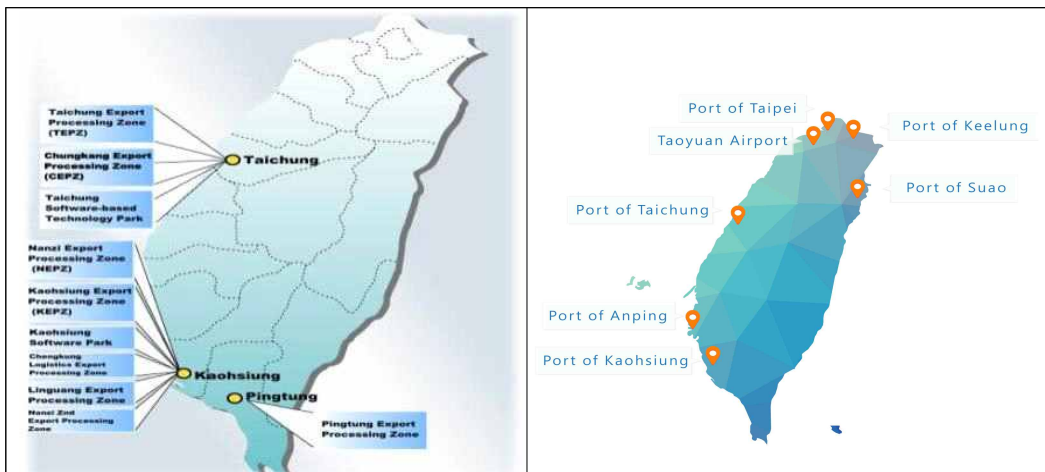 Taichung Export
Processing Zone
(TEPZ)
Chungkang Export
Processing Zone
(CEPZ)
Taichung
Software-based
Technology Park
Taichung
Nanzi Export
Processing Zone
(NEPZ)
Kaohsiung Export
Processing Zone
(KEPZ)
Kaohsiung
Software Park
Chengkung
Logistics Export
Processing Zone
Linguang Export
Processing Zone
Nanzi 2nd
Export Processing
Zone
Kaohsiung
Pingtung
Pingtung Export
Processing Zone
Port of Taipei
Taoyuan Airport
Port of Keelung
Port of Suao
Port of Taichung
Port of Anping
Port of Kaohsiung